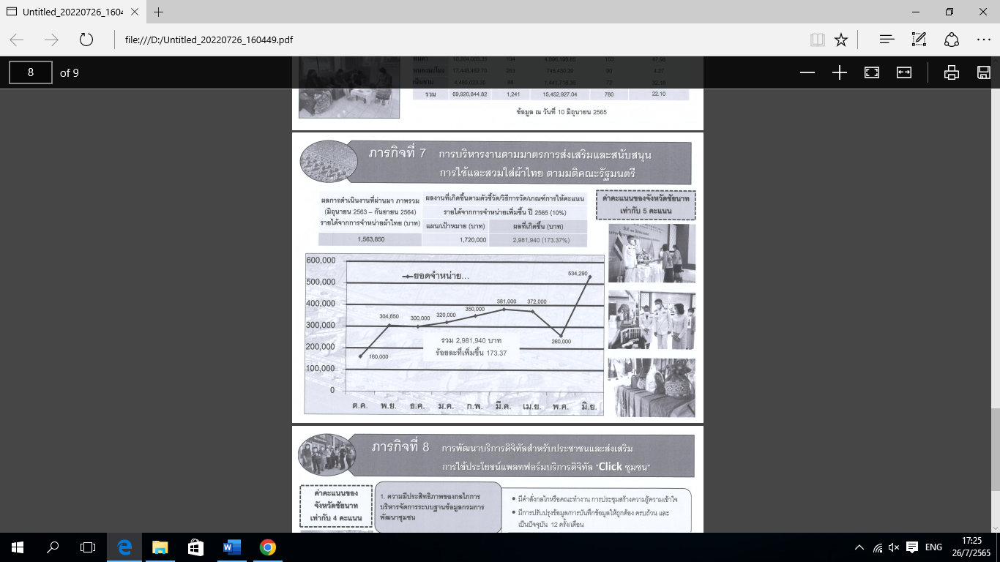 Untitled_20220726_1604
file:///D:/Untitled_20220726_160449.pdf
8 of 9
หนองมะโมง 17,448,463.70 253 745,433.29 90 4.27
รวม 69,920,844.82 1,241 15,452,927.04 780 22.10
ข้อมูล ณ วันที่ 10 มิถุนายน 2565
ภารกิจที่ 7 การบริหารงานตามมาตรการส่งเสริมและสนับสนุน
การใช้และสวมใส่ผ้าไทย ตามมติคณะรัฐมนตรี
ผลการดำเนินงานที่ผ่านมา ภาพรวม
(มิถุนายน 2563 – กันยายน 2564)
รายได้จากการจำหน่ายผ้าไทย (บาท)
ผลงานที่เกิดขึ้นตามตัวชี้วัด/วิธีการวัด/เกณฑ์การให้คะแนน
รายได้จากการจำหน่ายเพิ่มขึ้น ปี 2565 (10%)
แผน/เป้าหมาย (บาท) ผลที่เกิดขึ้น (บาท)
1,563,850 1,720,000 2,981,940 (173.37%)
ค่าคะแนนของจังหวัดชัยนาท
เท่ากับ 5 คะแนน
600,000
500,000
400,000
300,000
200,000
100,000
0
ยอดจำหน่าย...
160,000
304,650
300,000
320,000
350,000
381,000
372,000
260,000
534,290
รวม 2,981,940 บาท
ร้อยละที่เพิ่มขึ้น 173.37
ต.ค. พ.ย. ธ.ค. ม.ค. ก.พ. มี.ค. เม.ย. พ.ค. มิ.ย.
ภารกิจที่ 8 การพัฒนาบริการดิจิทัลสำหรับประชาชนและส่งเสริม
การใช้ประโยชน์แพลทฟอร์มบริการดิจิทัล "Click ชุมชน"
ค่าคะแนนของ
จังหวัดชัยนาท
เท่ากับ 4 คะแนน
1. ความมีประสิทธิภาพของกลไกการ
บริหารจัดการระบบฐานข้อมูลกรมการ
พัฒนาชุมชน
• มีคำสั่งกลไกหรือคณะทำงาน การประชุมสร้างความรู้ความเข้าใจ
• มีการปรับปรุงข้อมูล/การบันทึกข้อมูลให้ถูกต้อง ครบถ้วน และ
เป็นปัจจุบัน 12 ครั้ง/เดือน
ENG
17:25
26/7/2565